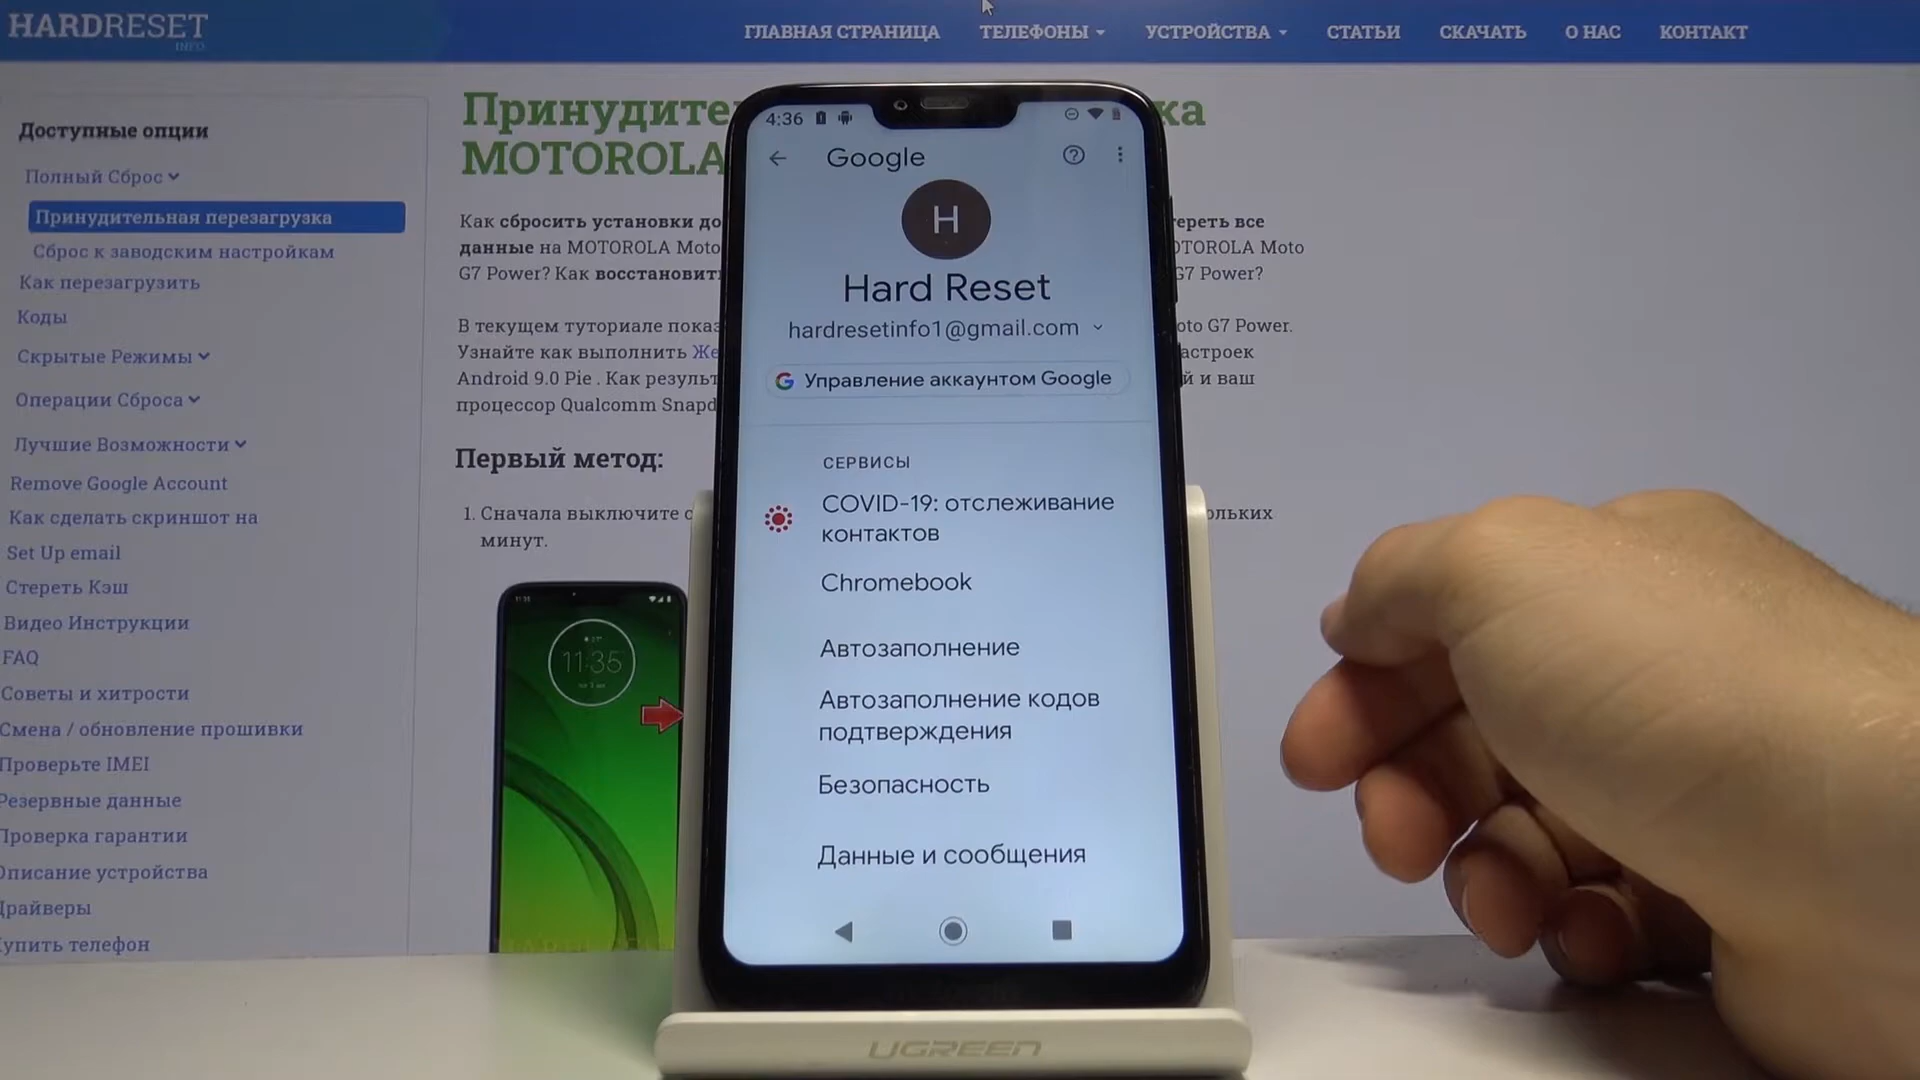 HARDRESET
INFO
ГЛАВНАЯ СТРАНИЦА
ТЕЛЕФОНЫ
УСТРОЙСТВА
СТАТЬИ
СКАЧАТЬ
О НАС
КОНТАКТ
Доступные опции
Полный Сброс
Принудительная перезагрузка
Сброс к заводским настройкам
Как перезагрузить
Коды
Скрытые Режимы
Операции Сброса
Лучшие Возможности
Remove Google Account
Как сделать скриншот на
Set Up email
Стереть Кэш
Видео Инструкции
FAQ
Советы и хитрости
Смена / обновление прошивки
Проверьте IMEI
Резервные данные
Проверка гарантии
Описание устройства
Драйверы
Купить телефон
Принудите ка
MOTOROLA
Как сбросить установки до тереть все
данные на MOTOROLA Moto OTOROLA Moto
G7 Power? Как восстановит G7 Power?
В текущем туториале показ oto G7 Power.
Узнайте как выполнить Же астроек
Android 9.0 Pie . Как результ й и ваш
процессор Qualcomm Snapd
Первый метод:
1. Сначала выключите ольких
минут.
11:35
4:36
Google
H
Hard Reset
hardresetinfo1@gmail.com
Управление аккаунтом Google
СЕРВИСЫ
COVID-19: отслеживание
контактов
Chromebook
Автозаполнение
Автозаполнение кодов
подтверждения
Безопасность
Данные и сообщения
UGREEN